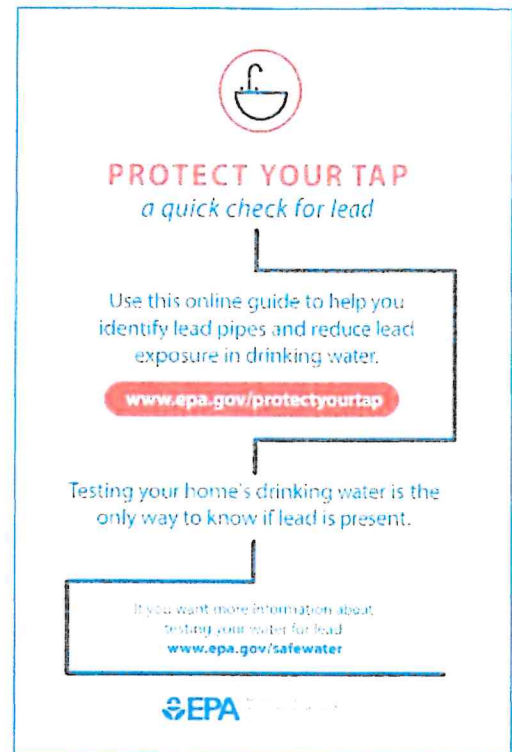 PROTECT YOUR TAP
a quick check for lead
Use this online guide to help you
identify lead pipes and reduce lead
exposure in drinking water.
www.epa.gov/protectyourtap
Testing your home's drinking water is the
only way to know if lead is present.
If you want more information about
testing your water for lead
www.epa.gov/safewater
EPA